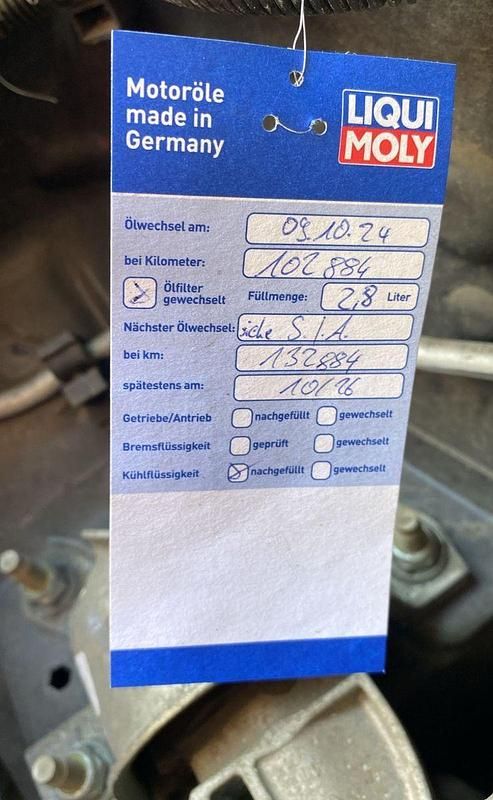 Motoröle
made in
Germany
LIQUI
MOLY
Ölwechsel am: 09.10.24
bei Kilometer: 102 884
Ölfilter
gewechselt
Füllmenge: 2,8 Liter
Nächster Ölwechsel: siehe S.I.A.
bei km: 132884
spätestens am: 10/26
Getriebe/Antrieb nachgefüllt gewechselt
Bremsflüssigkeit geprüft gewechselt
Kühlflüssigkeit nachgefüllt gewechselt